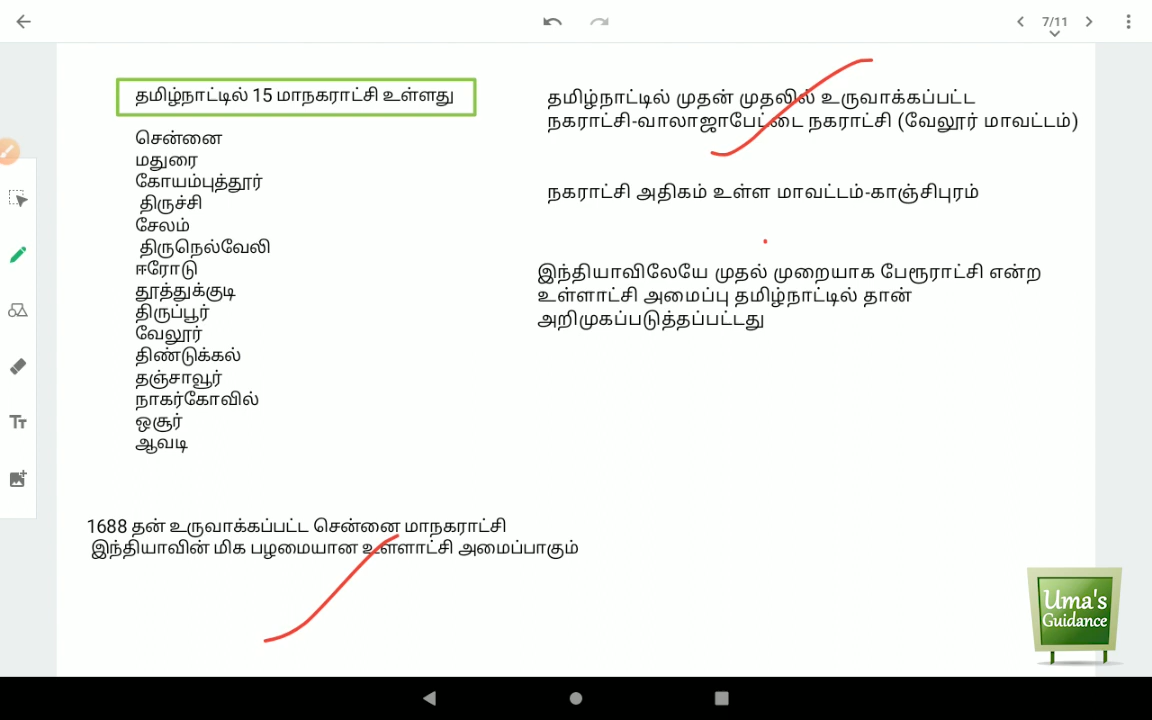 7/11
தமிழ்நாட்டில் 15 மாநகராட்சி உள்ளது
சென்னை
மதுரை
கோயம்புத்தூர்
திருச்சி
சேலம்
திருநெல்வேலி
ஈரோடு
தூத்துக்குடி
திருப்பூர்
வேலூர்
திண்டுக்கல்
தஞ்சாவூர்
நாகர்கோவில்
ஒசூர்
ஆவடி
1688 தன் உருவாக்கப்பட்ட சென்னை மாநகராட்சி
இந்தியாவின் மிக பழமையான உள்ளாட்சி அமைப்பாகும்
தமிழ்நாட்டில் முதன் முதலில் உருவாக்கப்பட்ட
நகராட்சி-வாலாஜாபேட்டை நகராட்சி (வேலூர் மாவட்டம்)
நகராட்சி அதிகம் உள்ள மாவட்டம்-காஞ்சிபுரம்
இந்தியாவிலேயே முதல் முறையாக பேரூராட்சி என்ற
உள்ளாட்சி அமைப்பு தமிழ்நாட்டில் தான்
அறிமுகப்படுத்தப்பட்டது
Tт
Uma's
Guidance